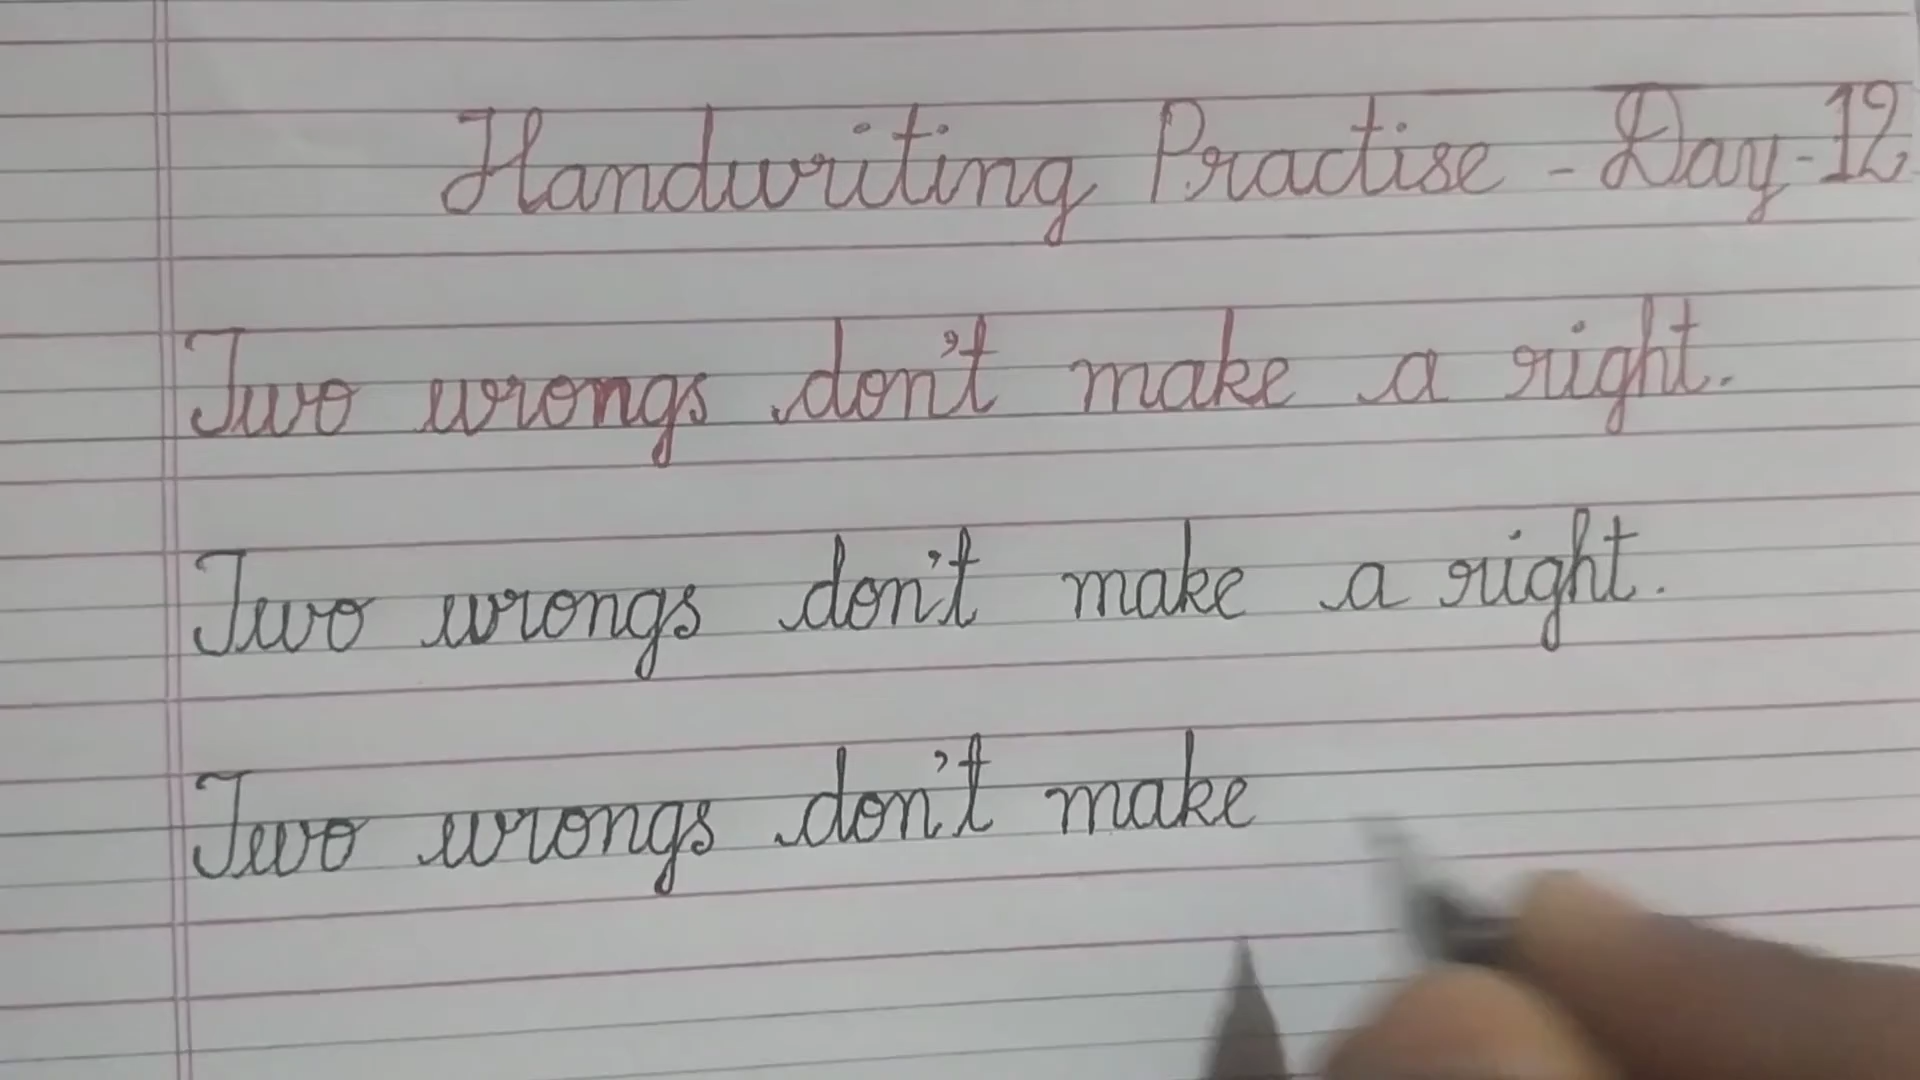 Handwriting Practise - Day-12
Two wrongs don't make a right.
Two wrongs don't make a right.
Two wrongs don't make